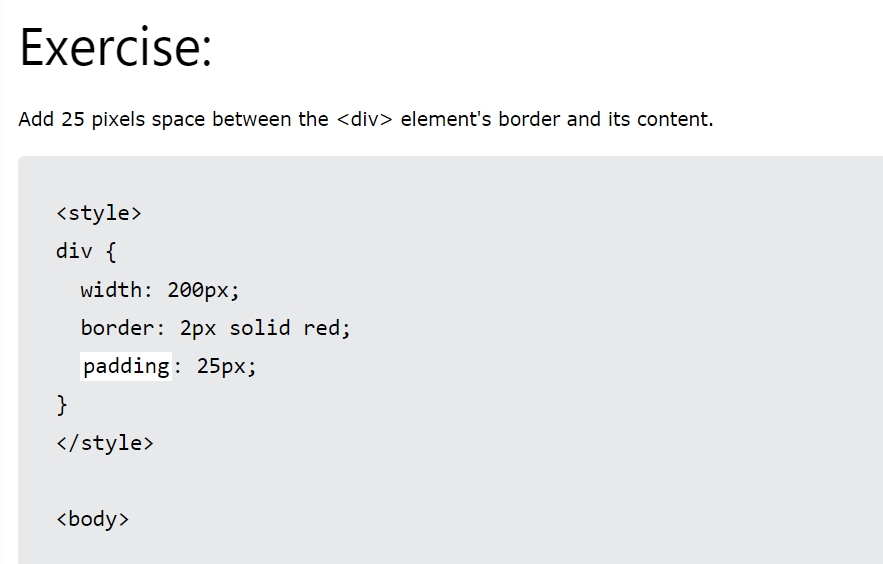 Exercise:
Add 25 pixels space between the <div> element's border and its content.
<style>
div {
  width: 200px;
  border: 2px solid red;
  padding: 25px;
}
</style>
<body>